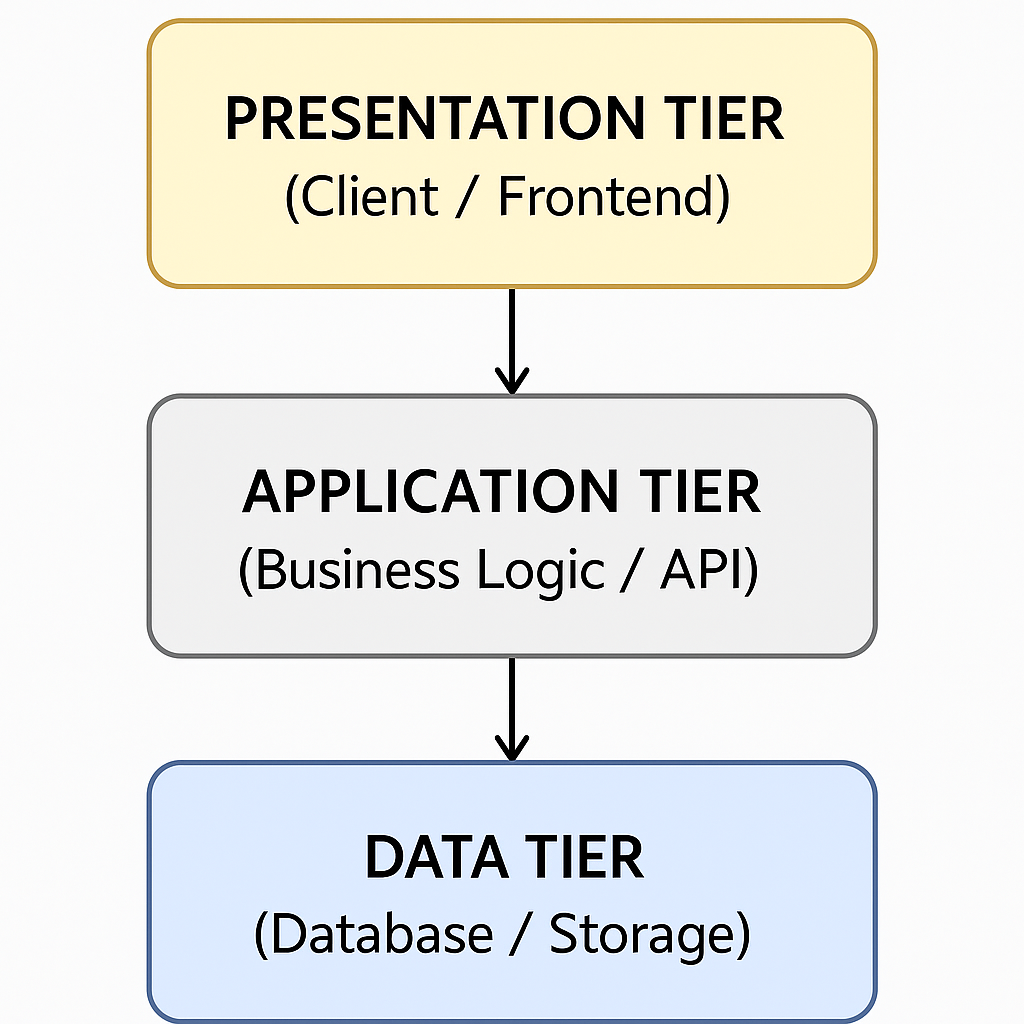 PRESENTATION TIER
(Client / Frontend)
APPLICATION TIER
(Business Logic / API)
DATA TIER
(Database / Storage)